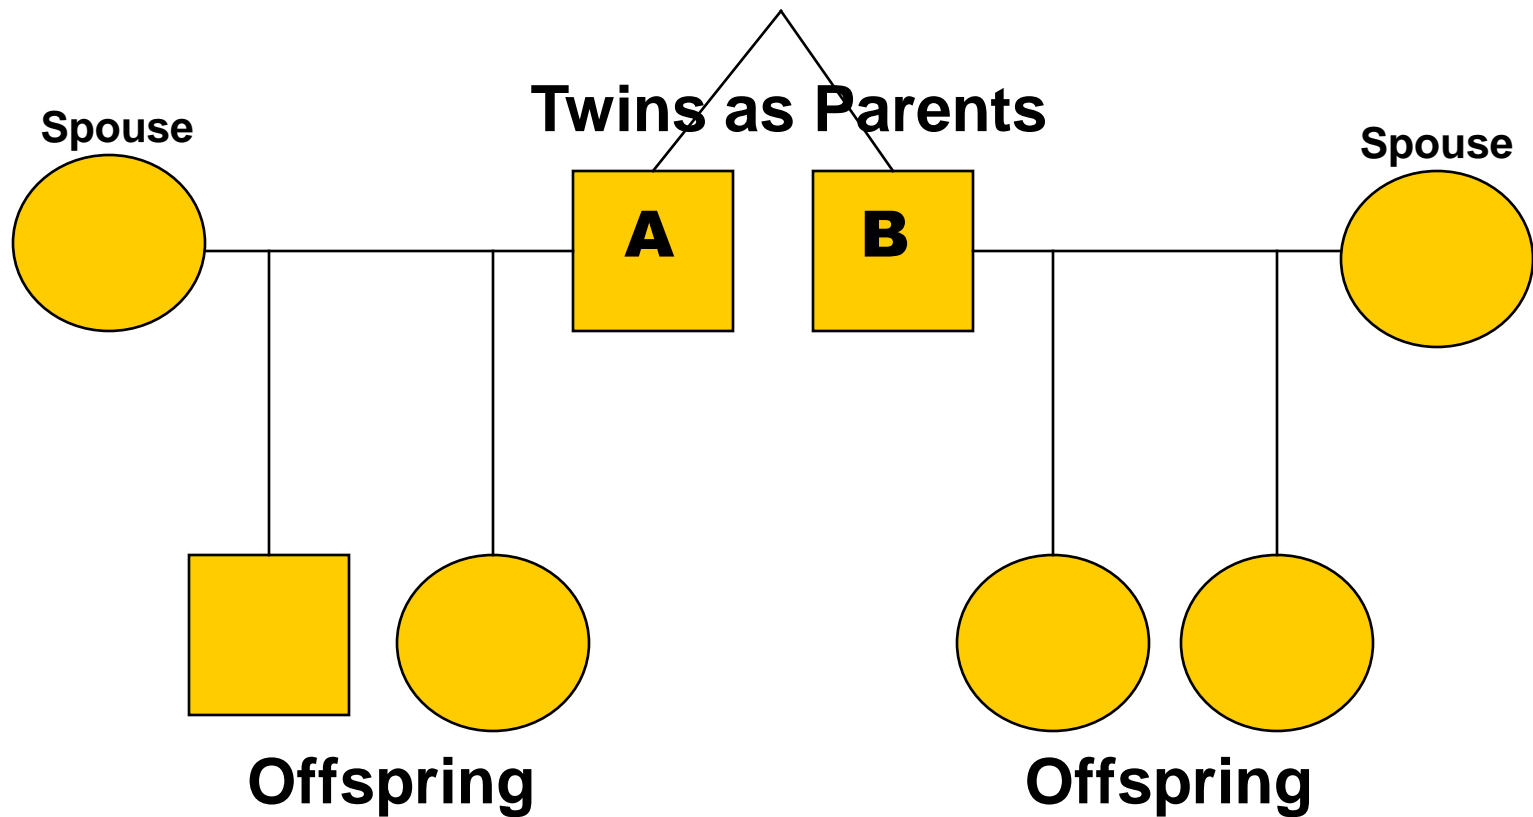 Twins as Parents
Spouse
Spouse
A
B
Offspring
Offspring